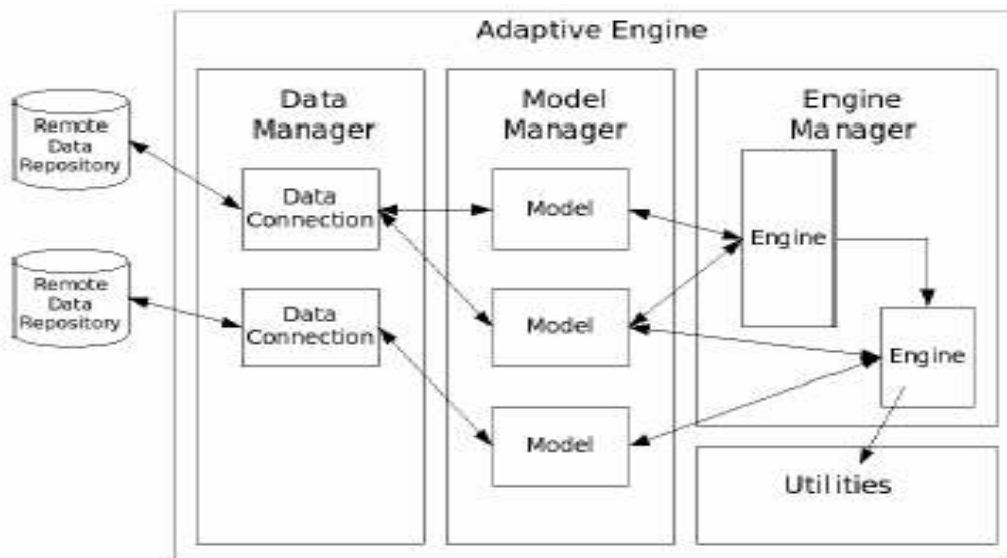 Adaptive Engine
Remote
Data
Repository
Remote
Data
Repository
Data
Manager
Data
Connection
Data
Connection
Model
Manager
Model
Model
Model
Engine
Manager
Engine
Engine
Utilities